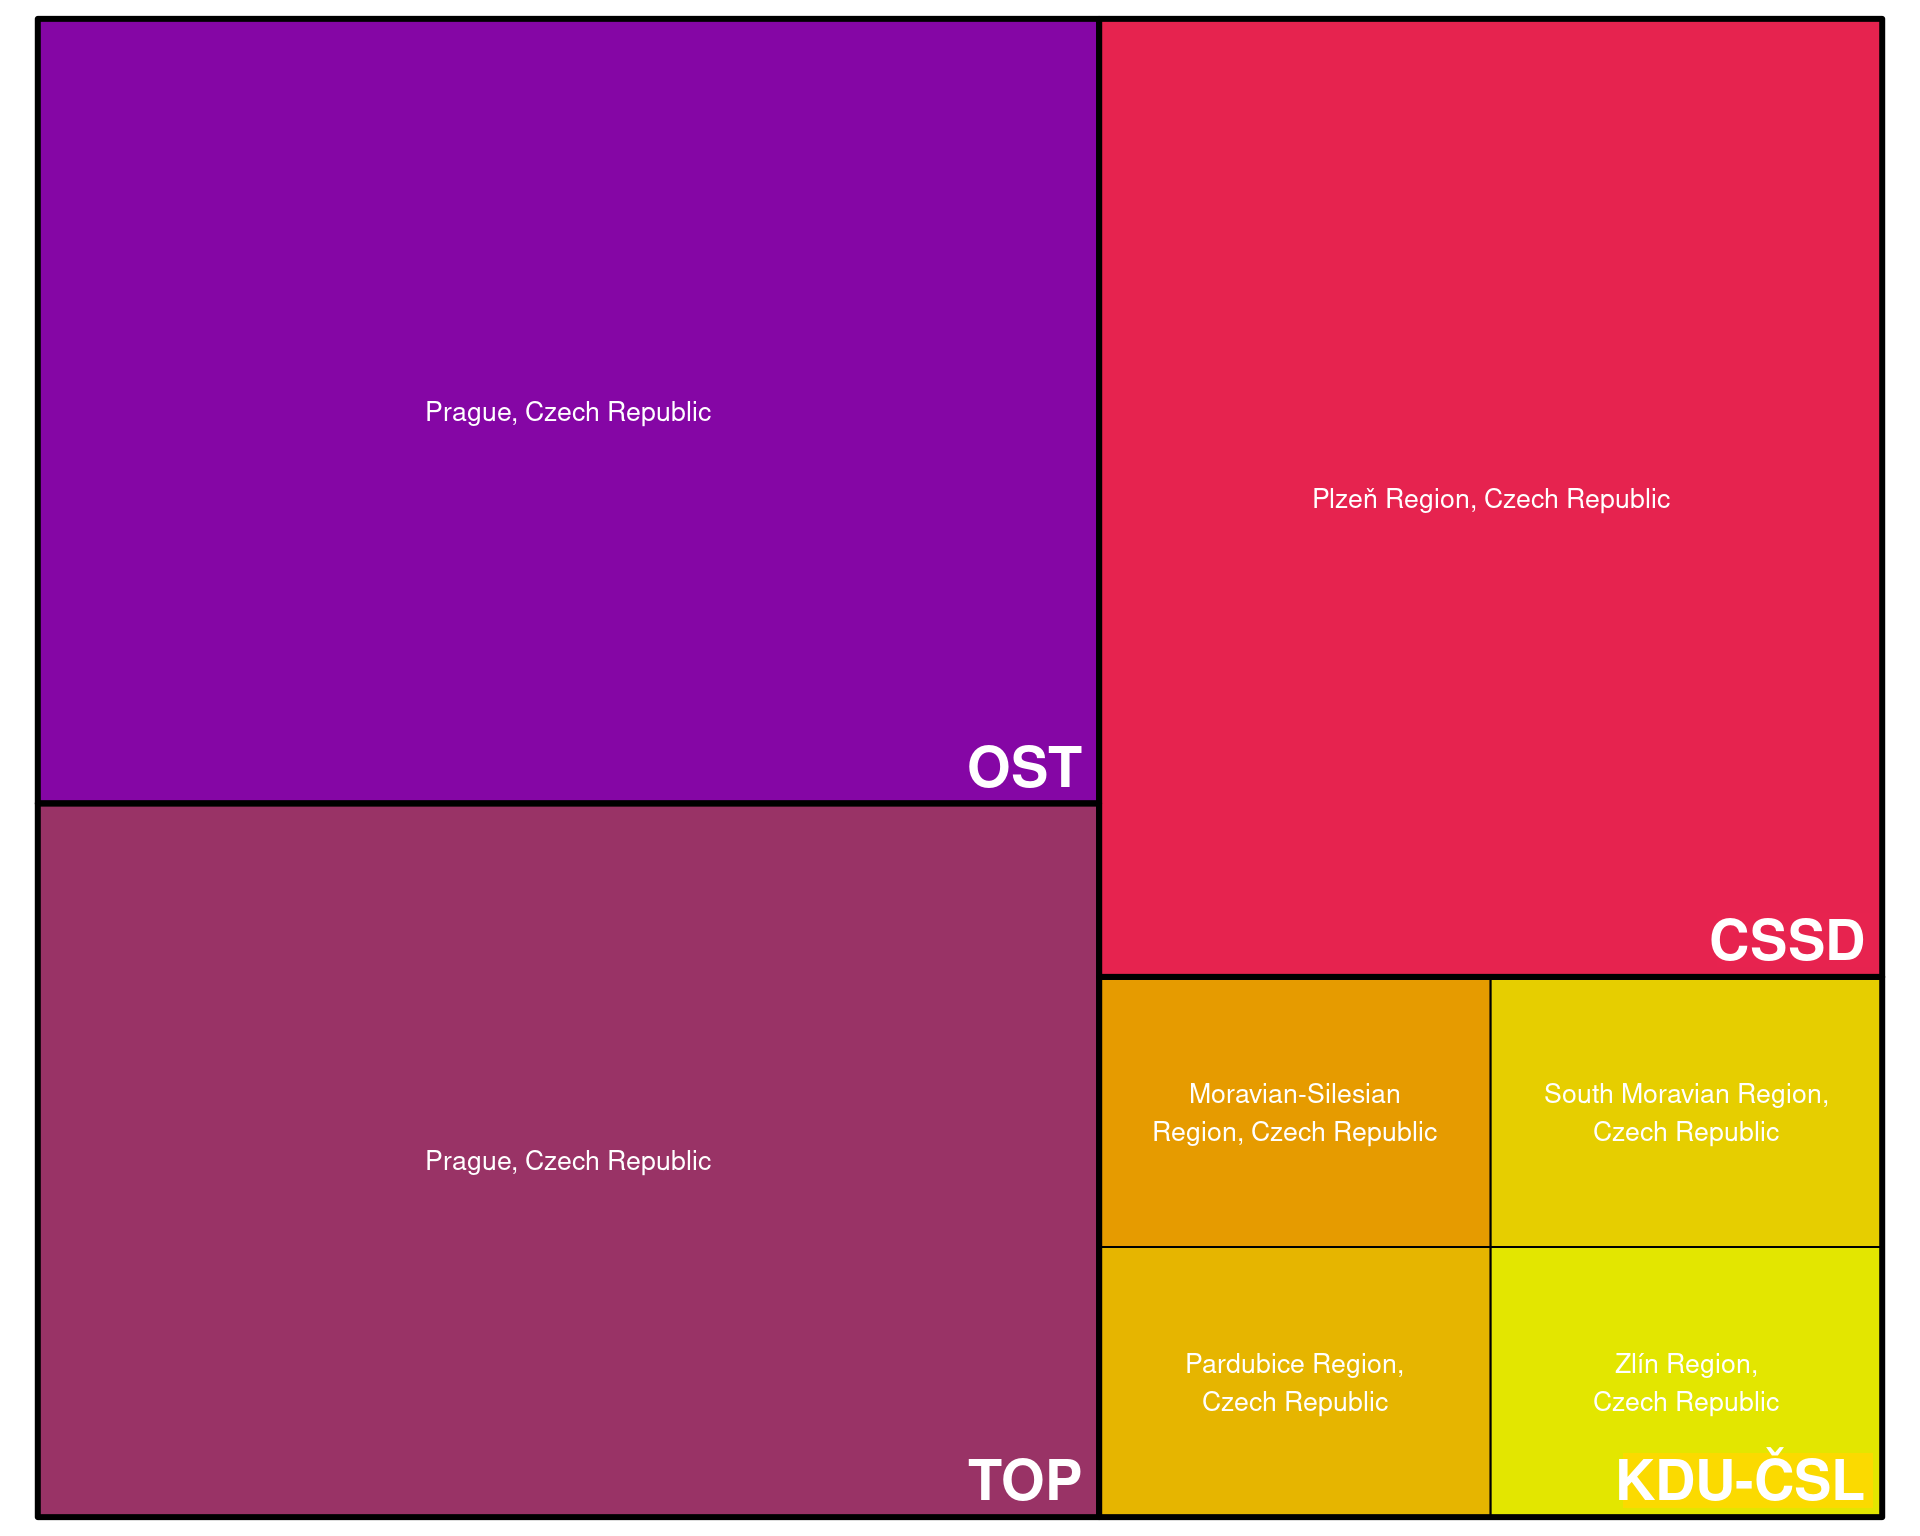 Prague, Czech Republic
OST
Plzeň Region, Czech Republic
CSSD
Prague, Czech Republic
TOP
Moravian-Silesian
Region, Czech Republic
South Moravian Region,
Czech Republic
Pardubice Region,
Czech Republic
Zlín Region,
Czech Republic
KDU-ČSL